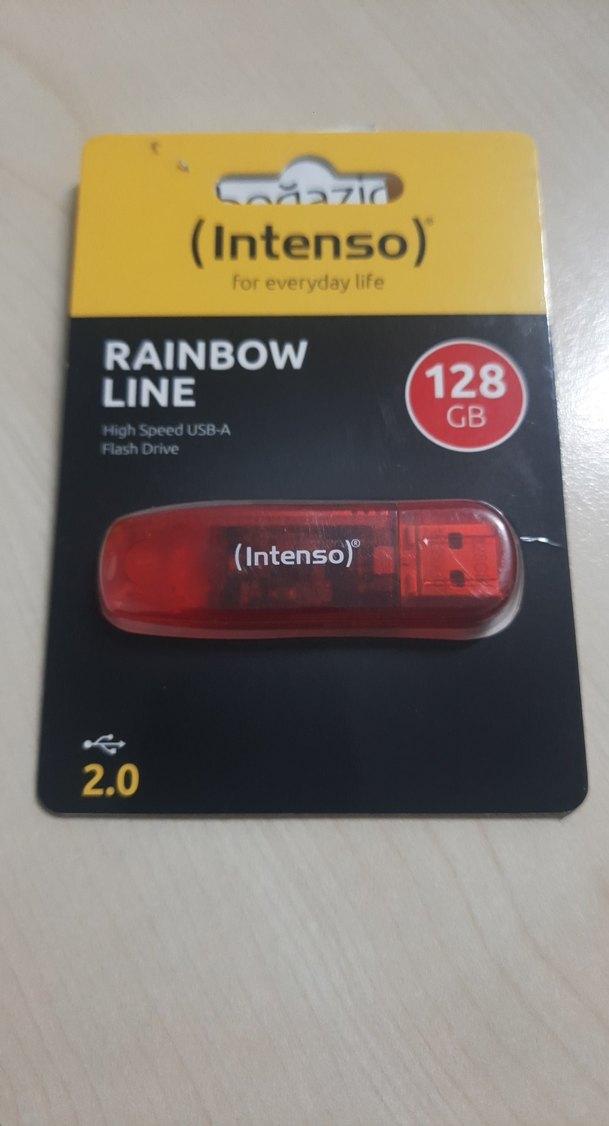 (Intenso)®
for everyday life
RAINBOW
LINE
128
GB
High Speed USB-A
Flash Drive
(Intenso)®
2.0